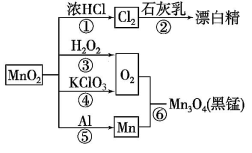 浓HCl ① Cl₂ 石灰乳 ② 漂白精
H₂O₂ ③
MnO₂ O₂
KClO₃ ④ ⑥ Mn₃O₄(黑锰)
Al ⑤ Mn